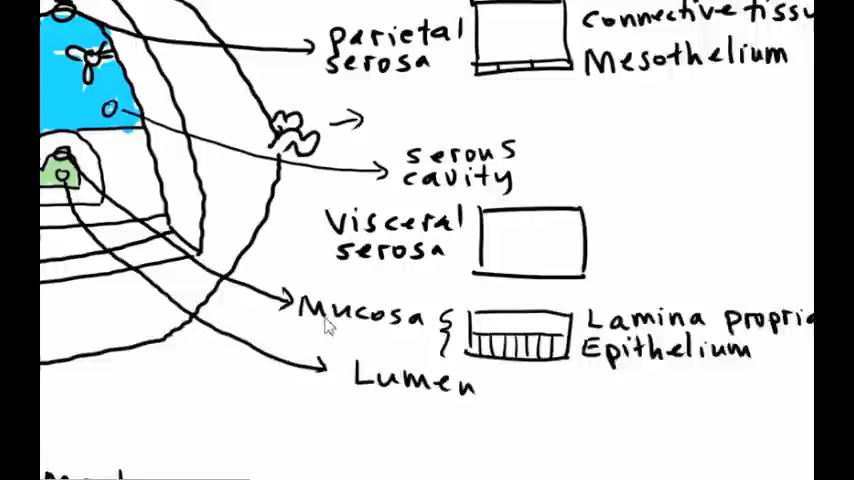 connective tissu
parietal
serosa
Mesothelium
serous
cavity
Visceral
serosa
Mucosa
Lamina propria
Epithelium
Lumen